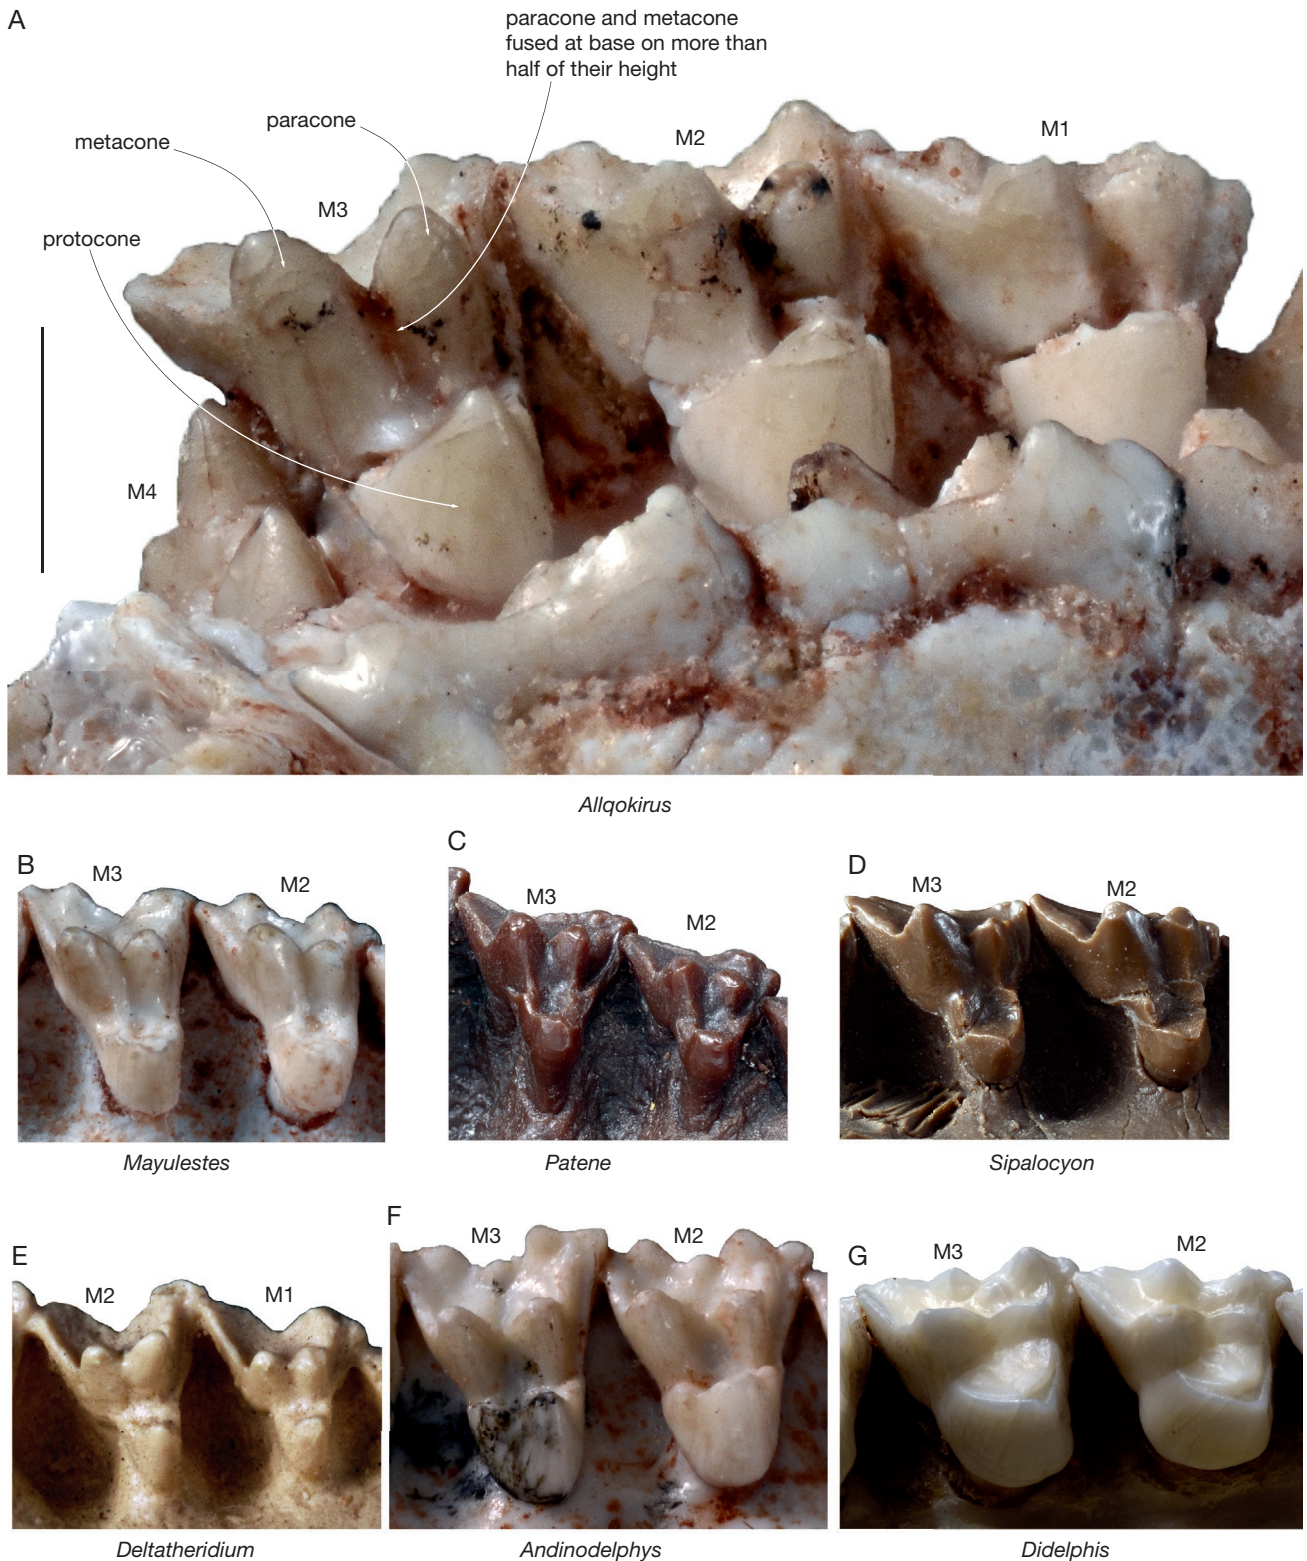 A
paracone and metacone
fused at base on more than
half of their height
paracone
metacone
M2
M1
M3
protocone
M4
Allqokirus
B
M3
M2
Mayulestes
C
M3
M2
Patene
D
M3
M2
Sipalocyon
E
M2
M1
Deltatheridium
F
M3
M2
Andinodelphys
G
M3
M2
Didelphis